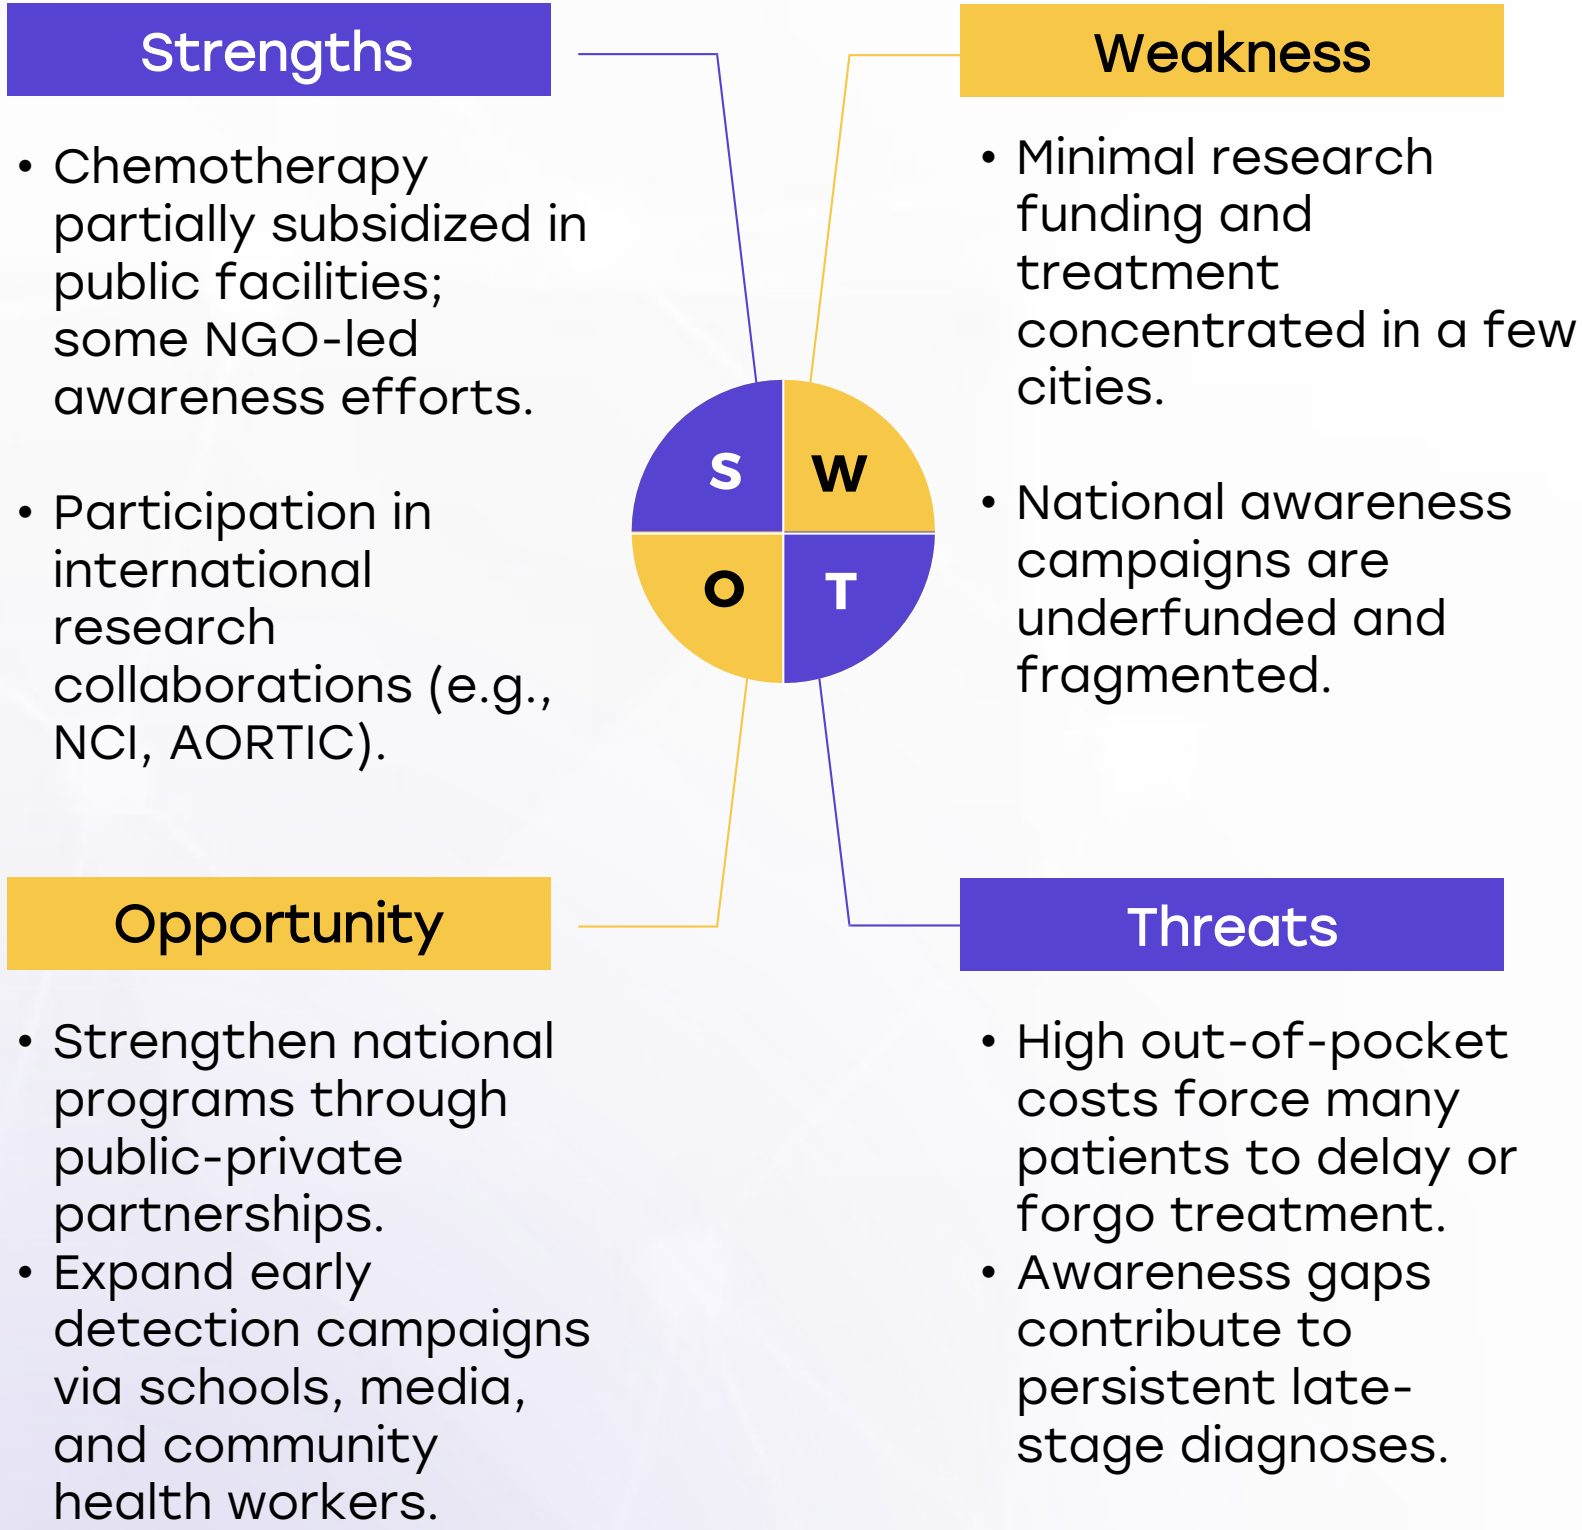 Strengths
• Chemotherapy
partially subsidized in
public facilities;
some NGO-led
awareness efforts.
• Participation in
international
research
collaborations (e.g.,
NCI, AORTIC).
Weakness
• Minimal research
funding and
treatment
concentrated in a few
cities.
• National awareness
campaigns are
underfunded and
fragmented.
S
W
O
T
Opportunity
• Strengthen national
programs through
public-private
partnerships.
• Expand early
detection campaigns
via schools, media,
and community
health workers.
Threats
• High out-of-pocket
costs force many
patients to delay or
forgo treatment.
• Awareness gaps
contribute to
persistent late-
stage diagnoses.